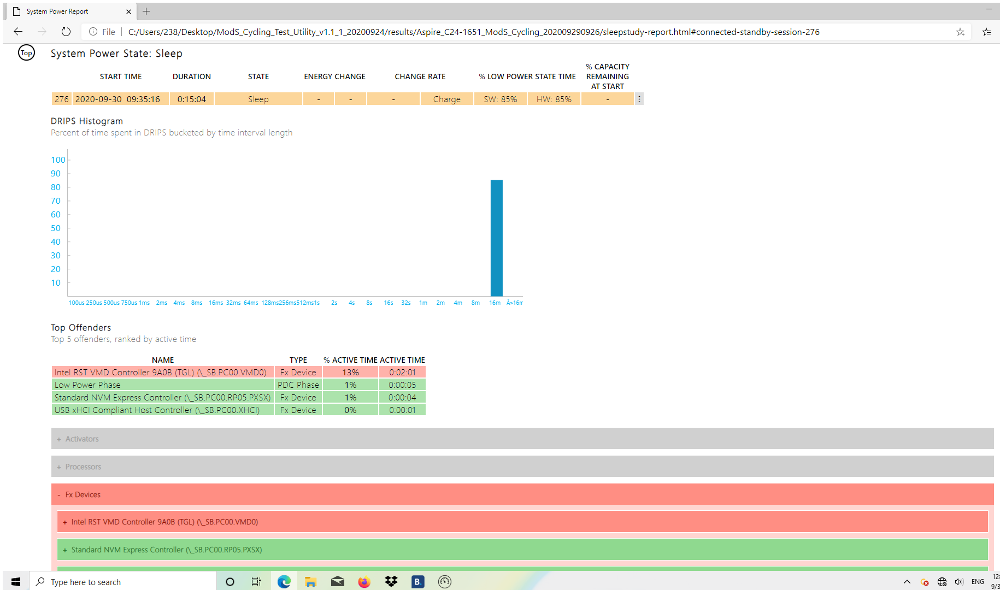 System Power Report
File
C:/Users/238/Desktop/ModS_Cycling_Test_Utility_v1.1_1_20200924/results/Aspire_C24-1651_ModS_Cycling_202009290926/sleepstudy-report.html#connected-standby-session-276
Top
System Power State: Sleep
START TIME DURATION STATE ENERGY CHANGE CHANGE RATE % LOW POWER STATE TIME % CAPACITY REMAINING AT START
276 2020-09-30 09:35:16 0:15:04 Sleep - - - Charge SW: 85% HW: 85% -
DRIPS Histogram
Percent of time spent in DRIPS bucketed by time interval length
100
90
80
70
60
50
40
30
20
10
100us 250us 500us 750us 1ms 2ms 4ms 8ms 16ms 32ms 64ms 128ms 256ms 512ms 1s 2s 4s 8s 16s 32s 1m 2m 4m 8m 16m Â»16m
Top Offenders
Top 5 offenders, ranked by active time
NAME TYPE % ACTIVE TIME ACTIVE TIME
Intel RST VMD Controller 9A0B (TGL) (\_SB.PC00.VMD0) Fx Device 13% 0:02:01
Low Power Phase PDC Phase 1% 0:00:05
Standard NVM Express Controller (\_SB.PC00.RP05.PXSX) Fx Device 1% 0:00:04
USB xHCI Compliant Host Controller (\_SB.PC00.XHCI) Fx Device 0% 0:00:01
+ Activators
+ Processors
- Fx Devices
+ Intel RST VMD Controller 9A0B (TGL) (\_SB.PC00.VMD0)
+ Standard NVM Express Controller (\_SB.PC00.RP05.PXSX)
Type here to search
B.
ENG
12:
9/3